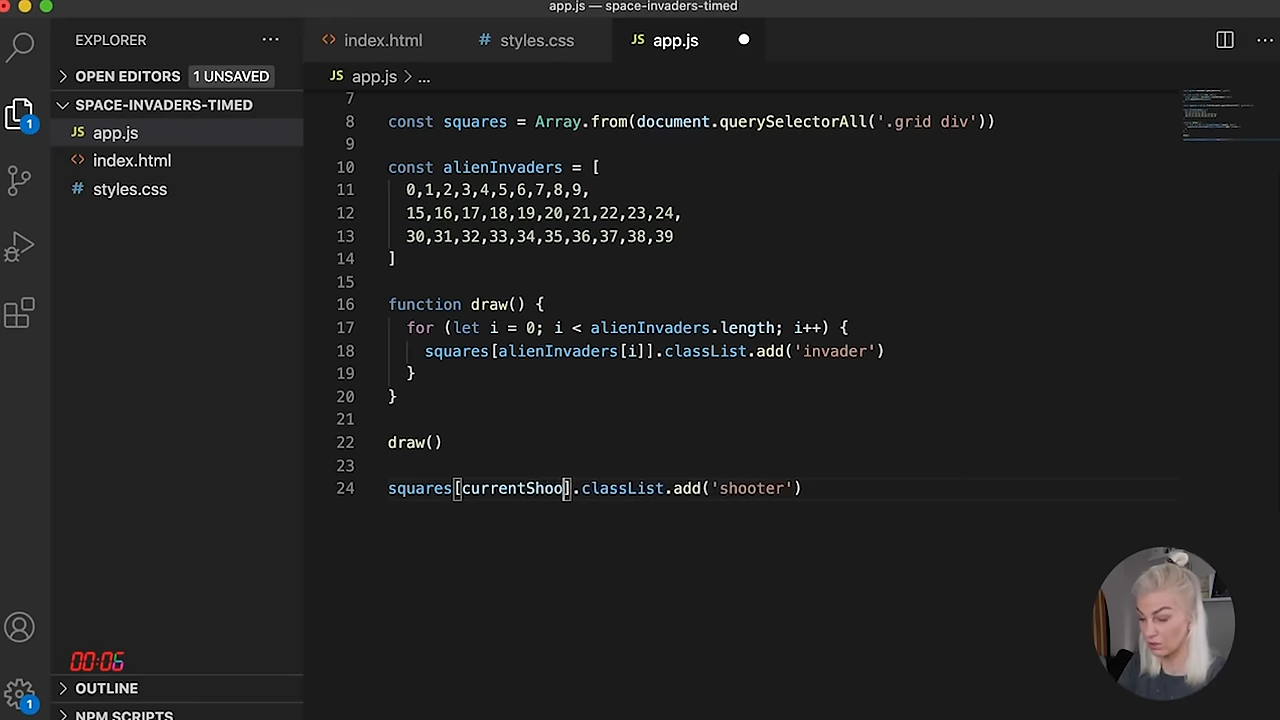 app.js — space-invaders-timed
EXPLORER
index.html
styles.css
app.js
OPEN EDITORS 1 UNSAVED
app.js > ...
SPACE-INVADERS-TIMED
app.js
index.html
styles.css
7
8 const squares = Array.from(document.querySelectorAll('.grid div'))
9
10 const alienInvaders = [
11 0,1,2,3,4,5,6,7,8,9,
12 15,16,17,18,19,20,21,22,23,24,
13 30,31,32,33,34,35,36,37,38,39
14 ]
15
16 function draw() {
17 for (let i = 0; i < alienInvaders.length; i++) {
18 squares[alienInvaders[i]].classList.add('invader')
19 }
20 }
21
22 draw()
23
24 squares[currentShoo].classList.add('shooter')
00:06
OUTLINE
NPM SCRIPTS
1
1